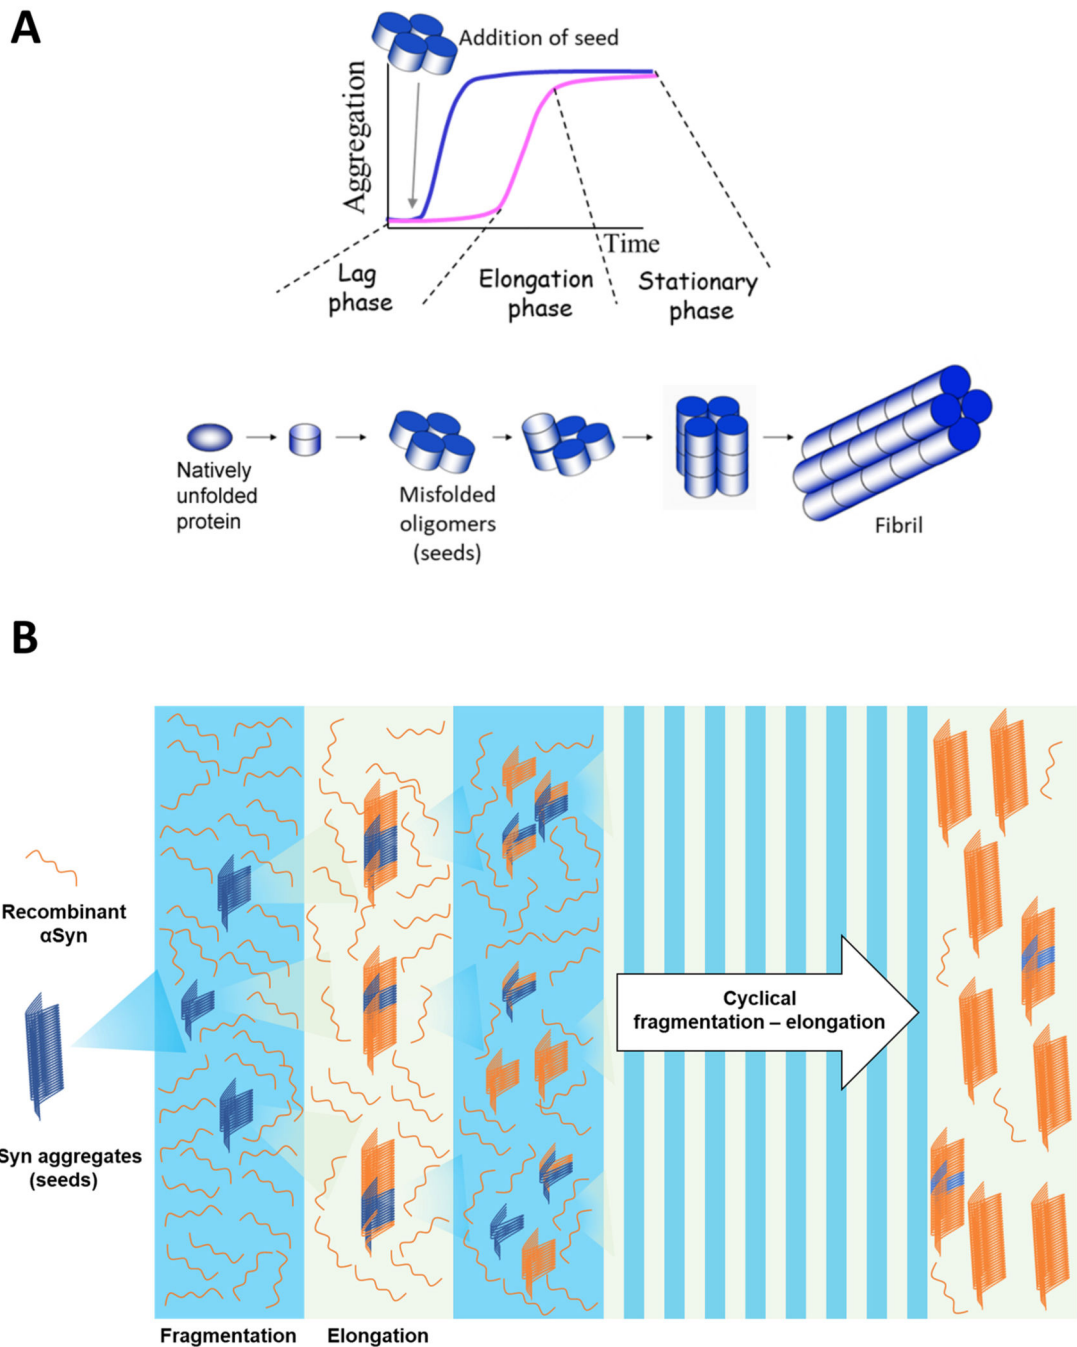 A
Addition of seed
Aggregation
Time
Lag
phase
Elongation
phase
Stationary
phase
Natively
unfolded
protein
Misfolded
oligomers
(seeds)
Fibril
B
Recombinant
αSyn
Syn aggregates
(seeds)
Cyclical
fragmentation – elongation
Fragmentation
Elongation